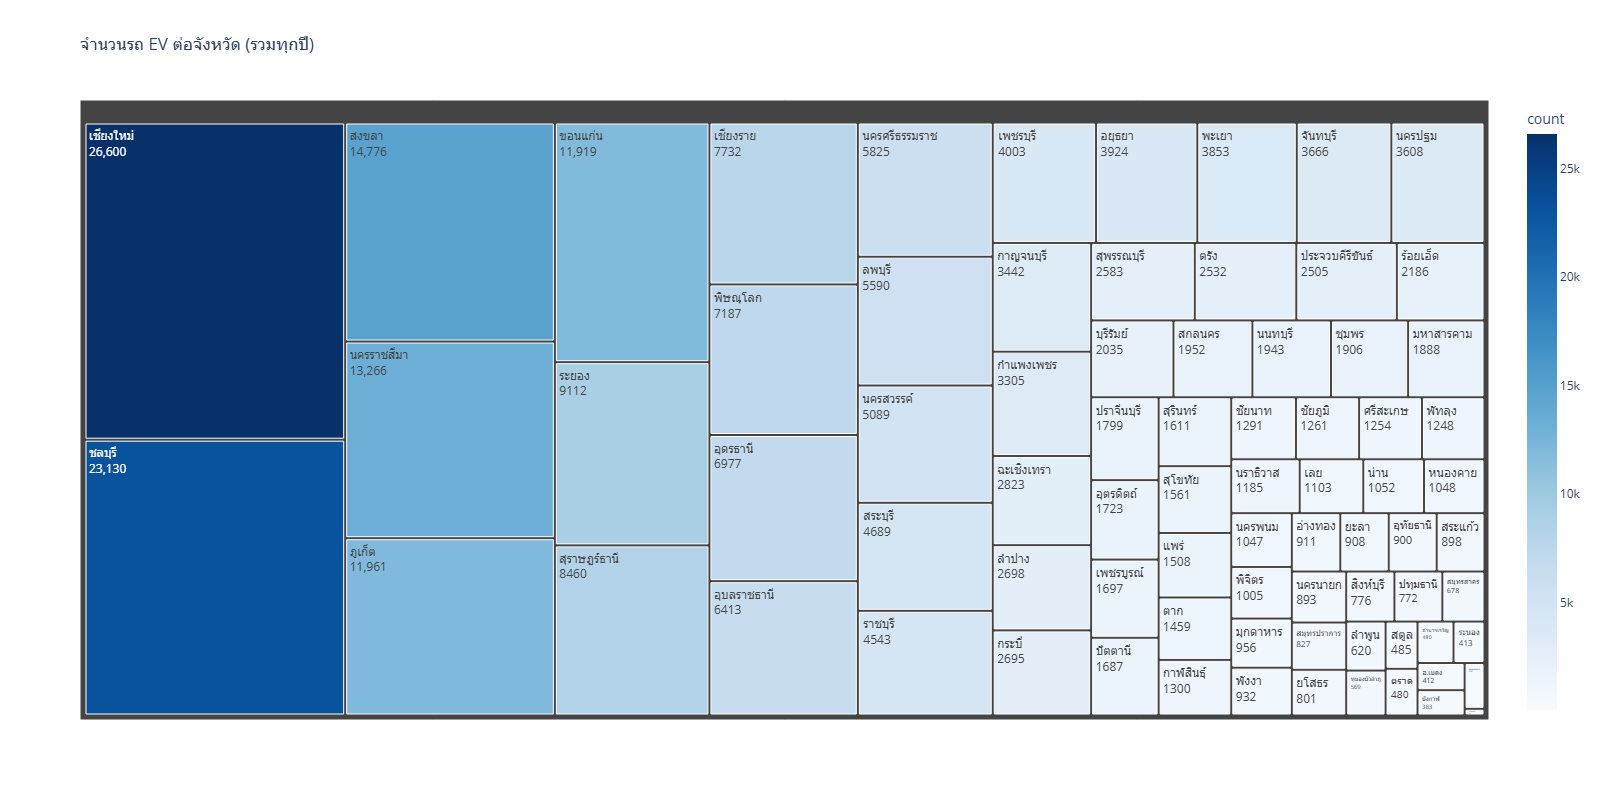 จำนวนรถ EV ต่อจังหวัด (รวมทุกปี)
เชียงใหม่
26,600
ชลบุรี
23,130
สงขลา
14,776
นครราชสีมา
13,266
ภูเก็ต
11,961
ขอนแก่น
11,919
ระยอง
9112
สุราษฎร์ธานี
8460
เชียงราย
7732
พิษณุโลก
7187
อุดรธานี
6977
อุบลราชธานี
6413
นครศรีธรรมราช
5825
ลพบุรี
5590
นครสวรรค์
5089
สระบุรี
4689
ราชบุรี
4543
เพชรบุรี
4003
อยุธยา
3924
พะเยา
3853
จันทบุรี
3666
นครปฐม
3608
กาญจนบุรี
3442
กำแพงเพชร
3305
ฉะเชิงเทรา
2823
ลำปาง
2698
กระบี่
2695
สุพรรณบุรี
2583
ตรัง
2532
ประจวบคีรีขันธ์
2505
ร้อยเอ็ด
2186
บุรีรัมย์
2035
สกลนคร
1952
นนทบุรี
1943
ชุมพร
1906
มหาสารคาม
1888
ปราจีนบุรี
1799
อุตรดิตถ์
1723
เพชรบูรณ์
1697
ปัตตานี
1687
สุรินทร์
1611
สุโขทัย
1561
แพร่
1508
ตาก
1459
กาฬสินธุ์
1300
ชัยนาท
1291
ชัยภูมิ
1261
ศรีสะเกษ
1254
พัทลุง
1248
นราธิวาส
1185
เลย
1103
น่าน
1052
หนองคาย
1048
นครพนม
1047
พิจิตร
1005
มุกดาหาร
956
พังงา
932
อ่างทอง
911
ยะลา
908
อุทัยธานี
900
สระแก้ว
898
นครนายก
893
สมุทรปราการ
827
ยโสธร
801
สิงห์บุรี
776
ปทุมธานี
772
สมุทรสาคร
678
ลำพูน
620
หนองบัวลำภู
569
สตูล
485
ตราด
480
อำนาจเจริญ
480
ระนอง
413
อ.เบตง
412
บึงกาฬ
383
count
25k
20k
15k
10k
5k